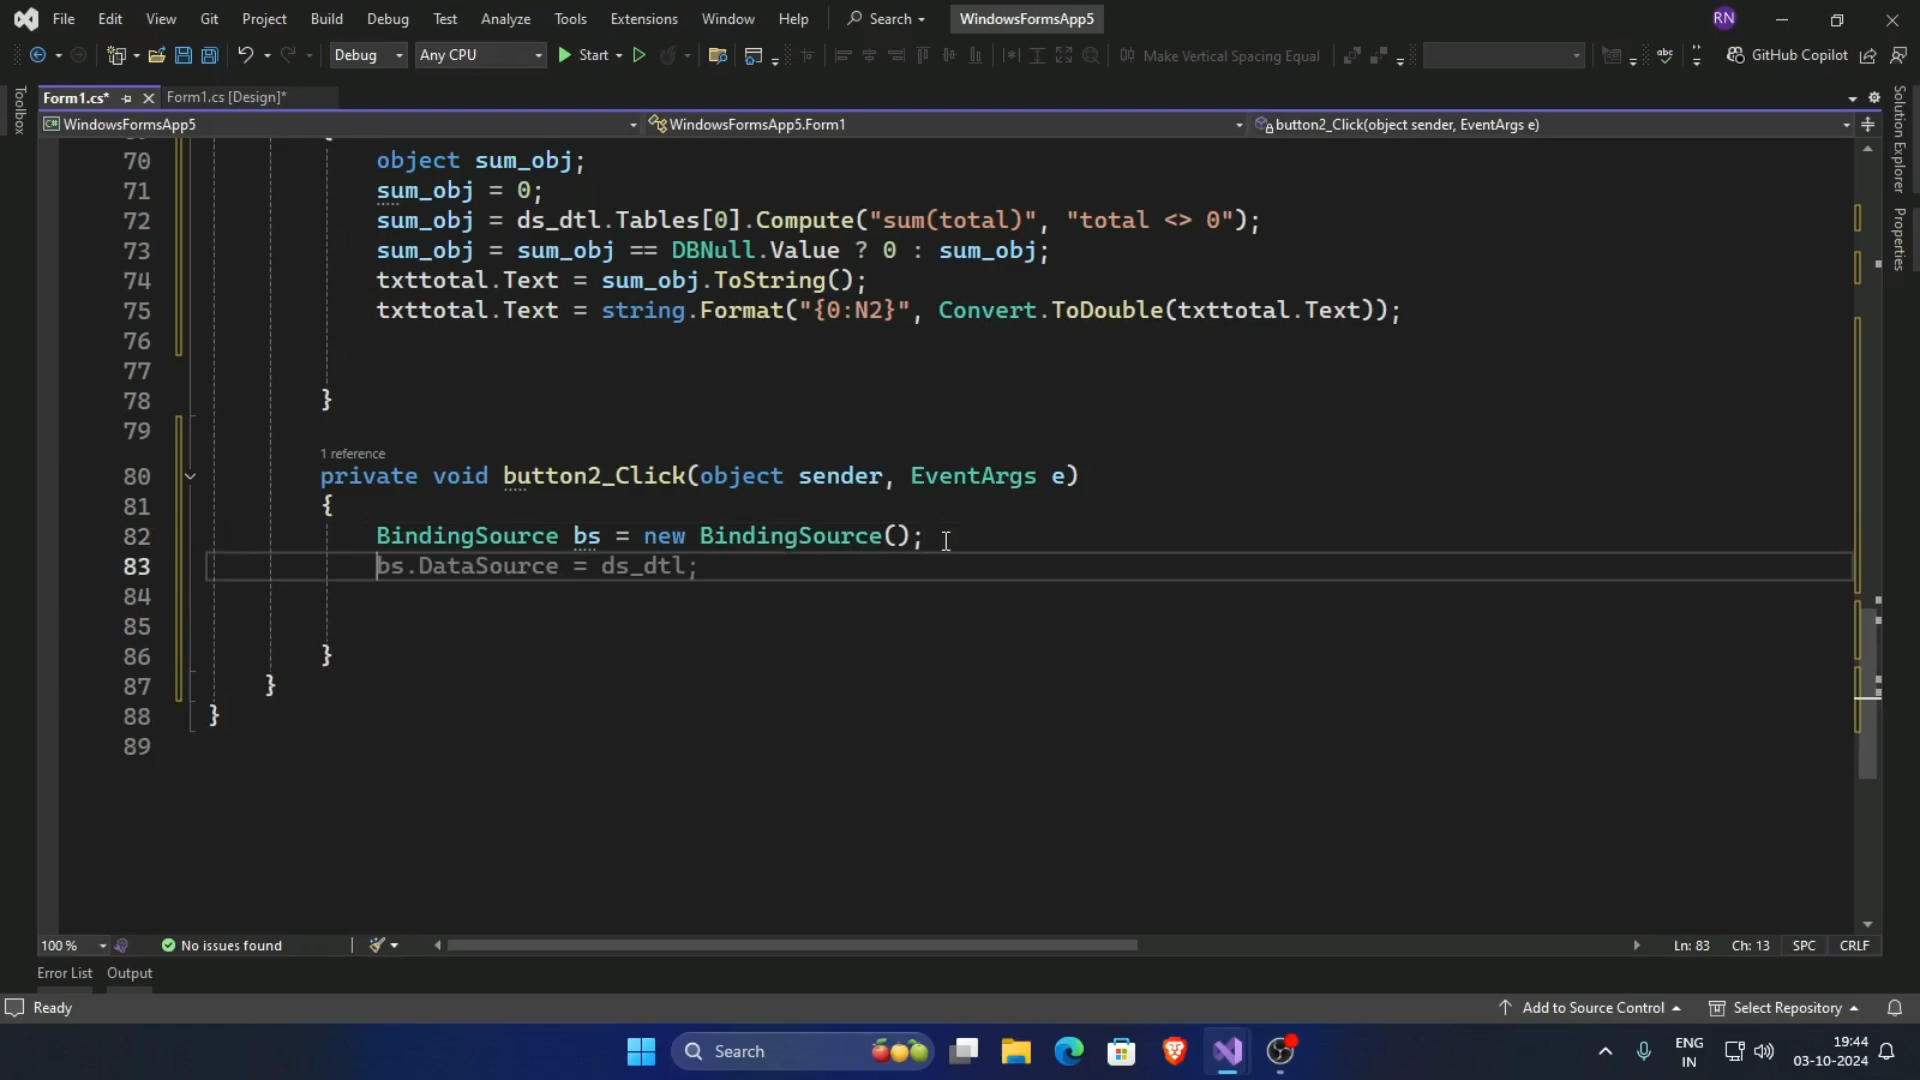 File Edit View Git Project Build Debug Test Analyze Tools Extensions Window Help Search WindowsFormsApp5 RN
Debug Any CPU Start Make Vertical Spacing Equal abc GitHub Copilot
Form1.cs* Form1.cs [Design]*
C# WindowsFormsApp5 WindowsFormsApp5.Form1 button2_Click(object sender, EventArgs e)
Toolbox
Solution Explorer
Properties
70 object sum_obj;
71 sum_obj = 0;
72 sum_obj = ds_dtl.Tables[0].Compute("sum(total)", "total <> 0");
73 sum_obj = sum_obj == DBNull.Value ? 0 : sum_obj;
74 txttotal.Text = sum_obj.ToString();
75 txttotal.Text = string.Format("{0:N2}", Convert.ToDouble(txttotal.Text));
76
77
78 }
79
1 reference
80 private void button2_Click(object sender, EventArgs e)
81 {
82 BindingSource bs = new BindingSource();
83 bs.DataSource = ds_dtl;
84
85
86 }
87 }
88 }
89
100 % No issues found Ln: 83 Ch: 13 SPC CRLF
Error List Output
Ready Add to Source Control Select Repository
Search ENG IN 19:44 03-10-2024